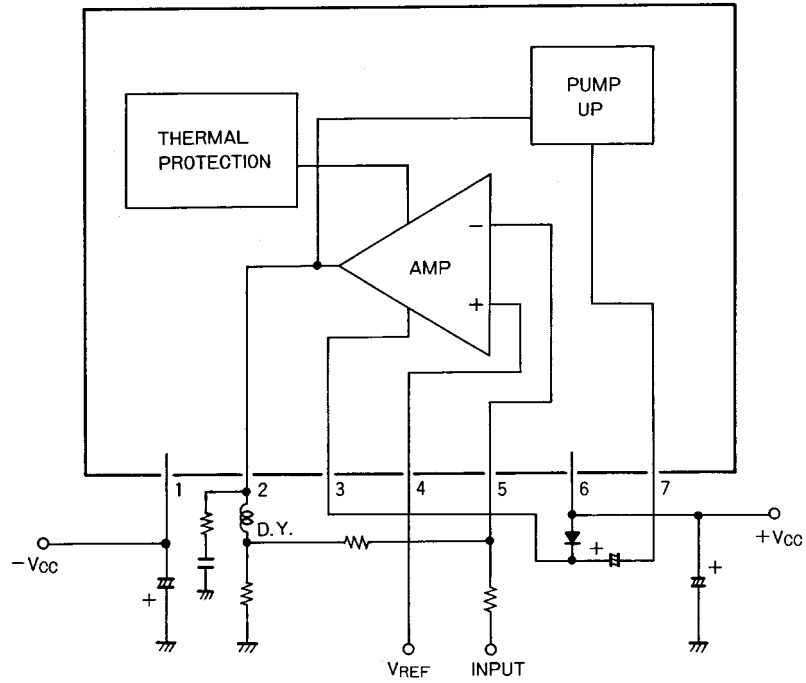 PUMP
UP
THERMAL
PROTECTION
AMP
−
+
1 2 3 4 5 6 7
D.Y.
−VCC
+
+
+
+VCC
VREF
INPUT